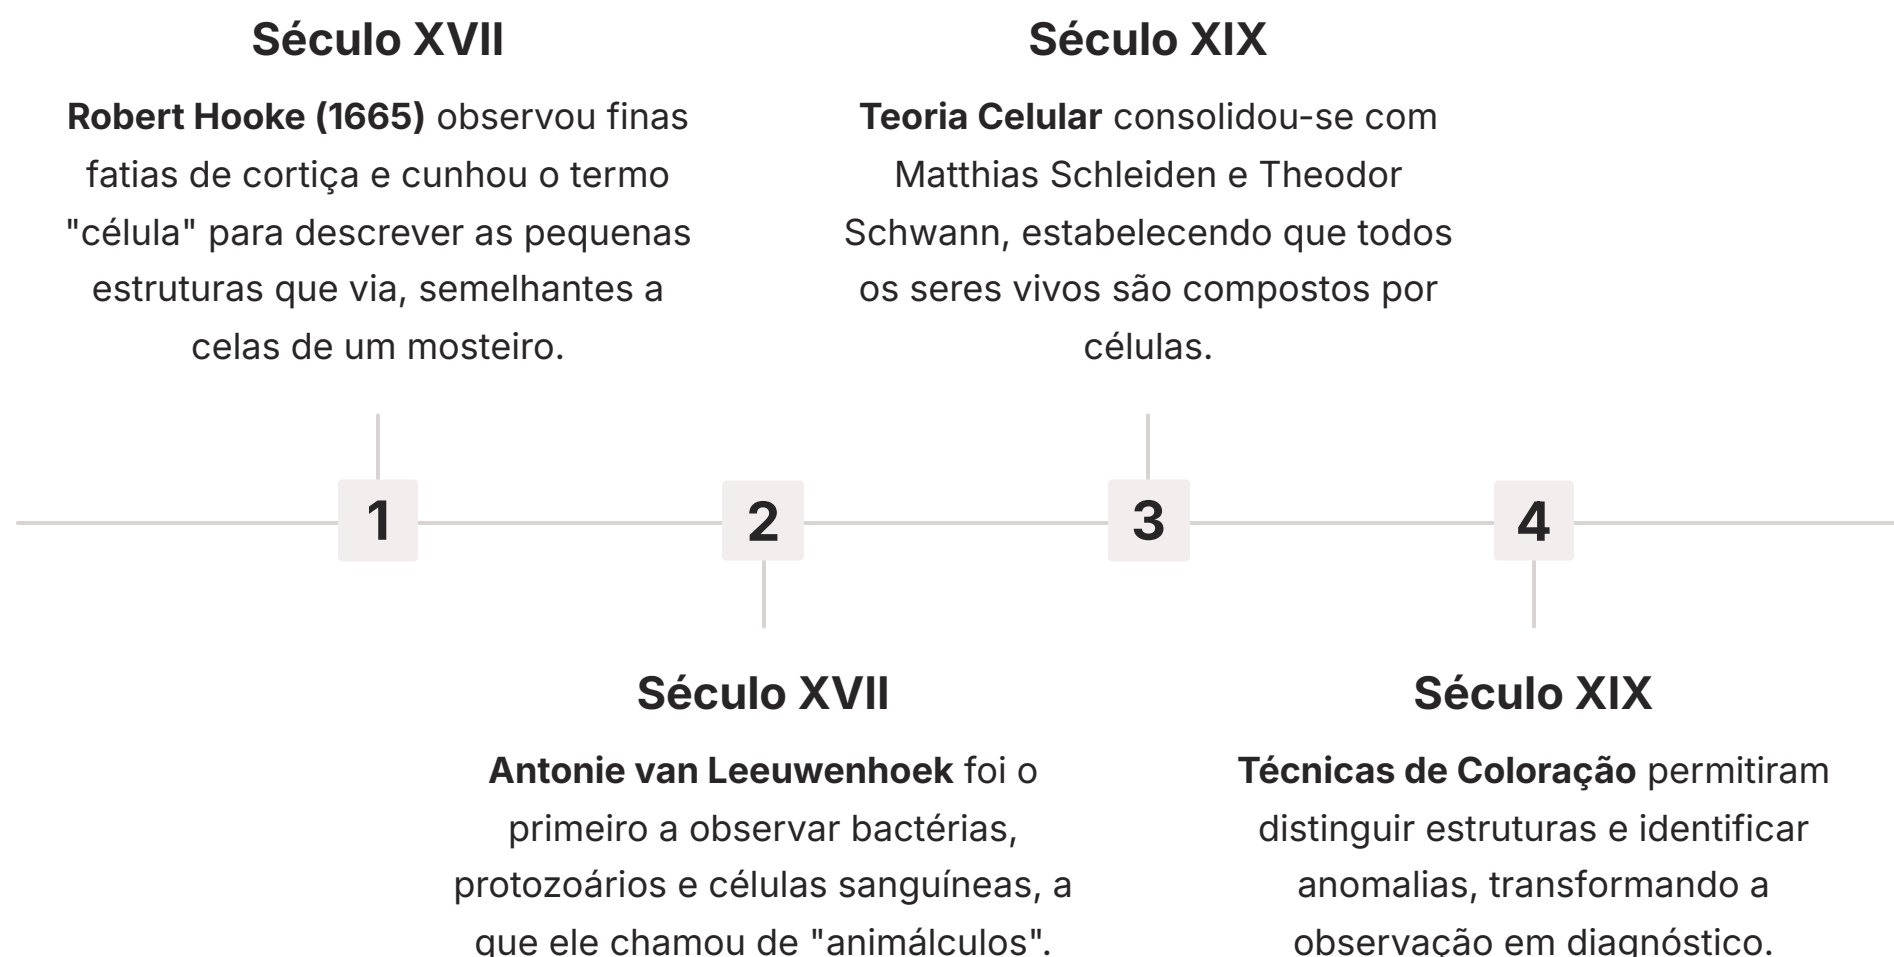 Século XVII
Robert Hooke (1665) observou finas
fatias de cortiça e cunhou o termo
"célula" para descrever as pequenas
estruturas que via, semelhantes a
celas de um mosteiro.
Século XIX
Teoria Celular consolidou-se com
Matthias Schleiden e Theodor
Schwann, estabelecendo que todos
os seres vivos são compostos por
células.
1
2
3
4
Século XVII
Antonie van Leeuwenhoek foi o
primeiro a observar bactérias,
protozoários e células sanguíneas, a
que ele chamou de "animálculos".
Século XIX
Técnicas de Coloração permitiram
distinguir estruturas e identificar
anomalias, transformando a
observação em diagnóstico.